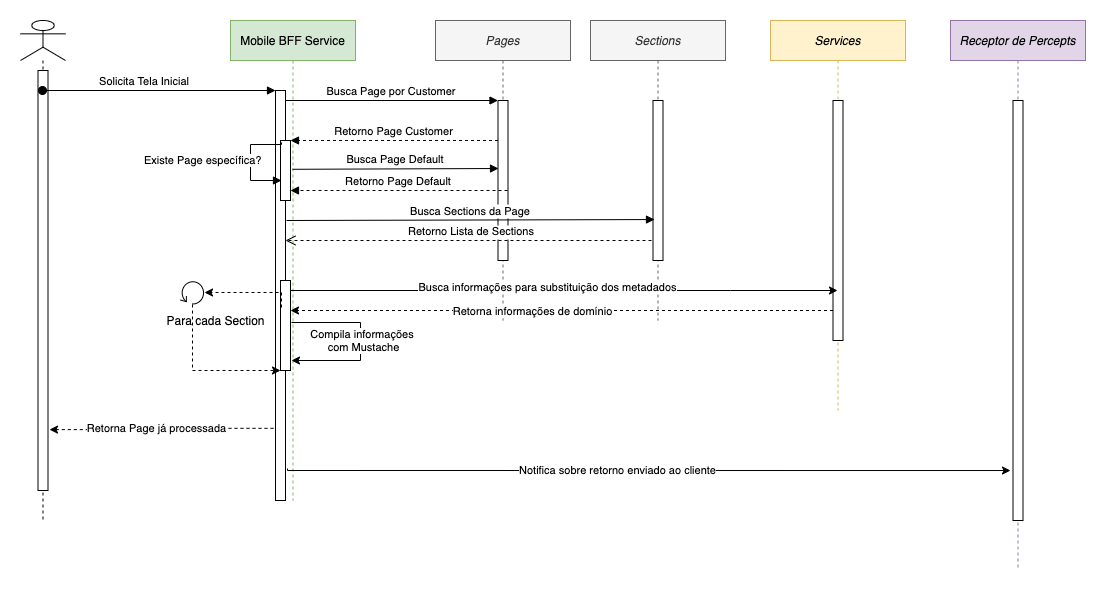 Mobile BFF Service
Pages
Sections
Services
Receptor de Percepts
Solicita Tela Inicial
Busca Page por Customer
Retorno Page Customer
Existe Page específica?
Busca Page Default
Retorno Page Default
Busca Sections da Page
Retorno Lista de Sections
Busca informações para substituição dos metadados
Retorna informações de domínio
Para cada Section
Compila informações
com Mustache
Retorna Page já processada
Notifica sobre retorno enviado ao cliente